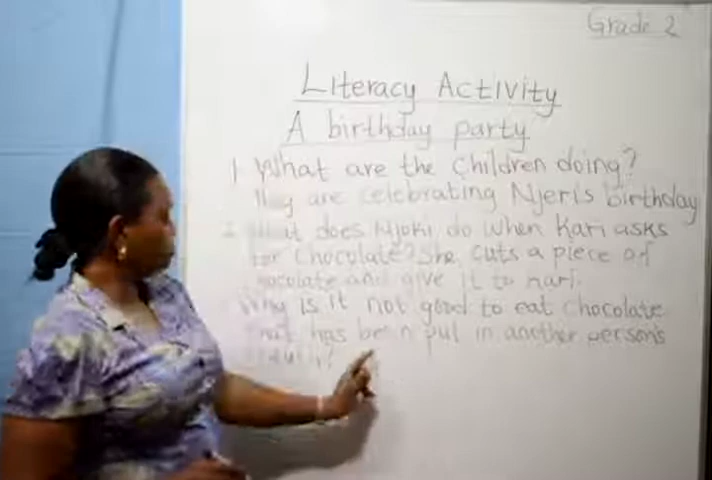 Grade 2
Literacy Activity
A birthday party
1. What are the children doing?
They are celebrating Njeri's birthday
2. What does Njoki do when Kari asks
for chocolate? She cuts a piece of
chocolate and give it to Kari.
Why is it not good to eat chocolate
that has been put in another person's